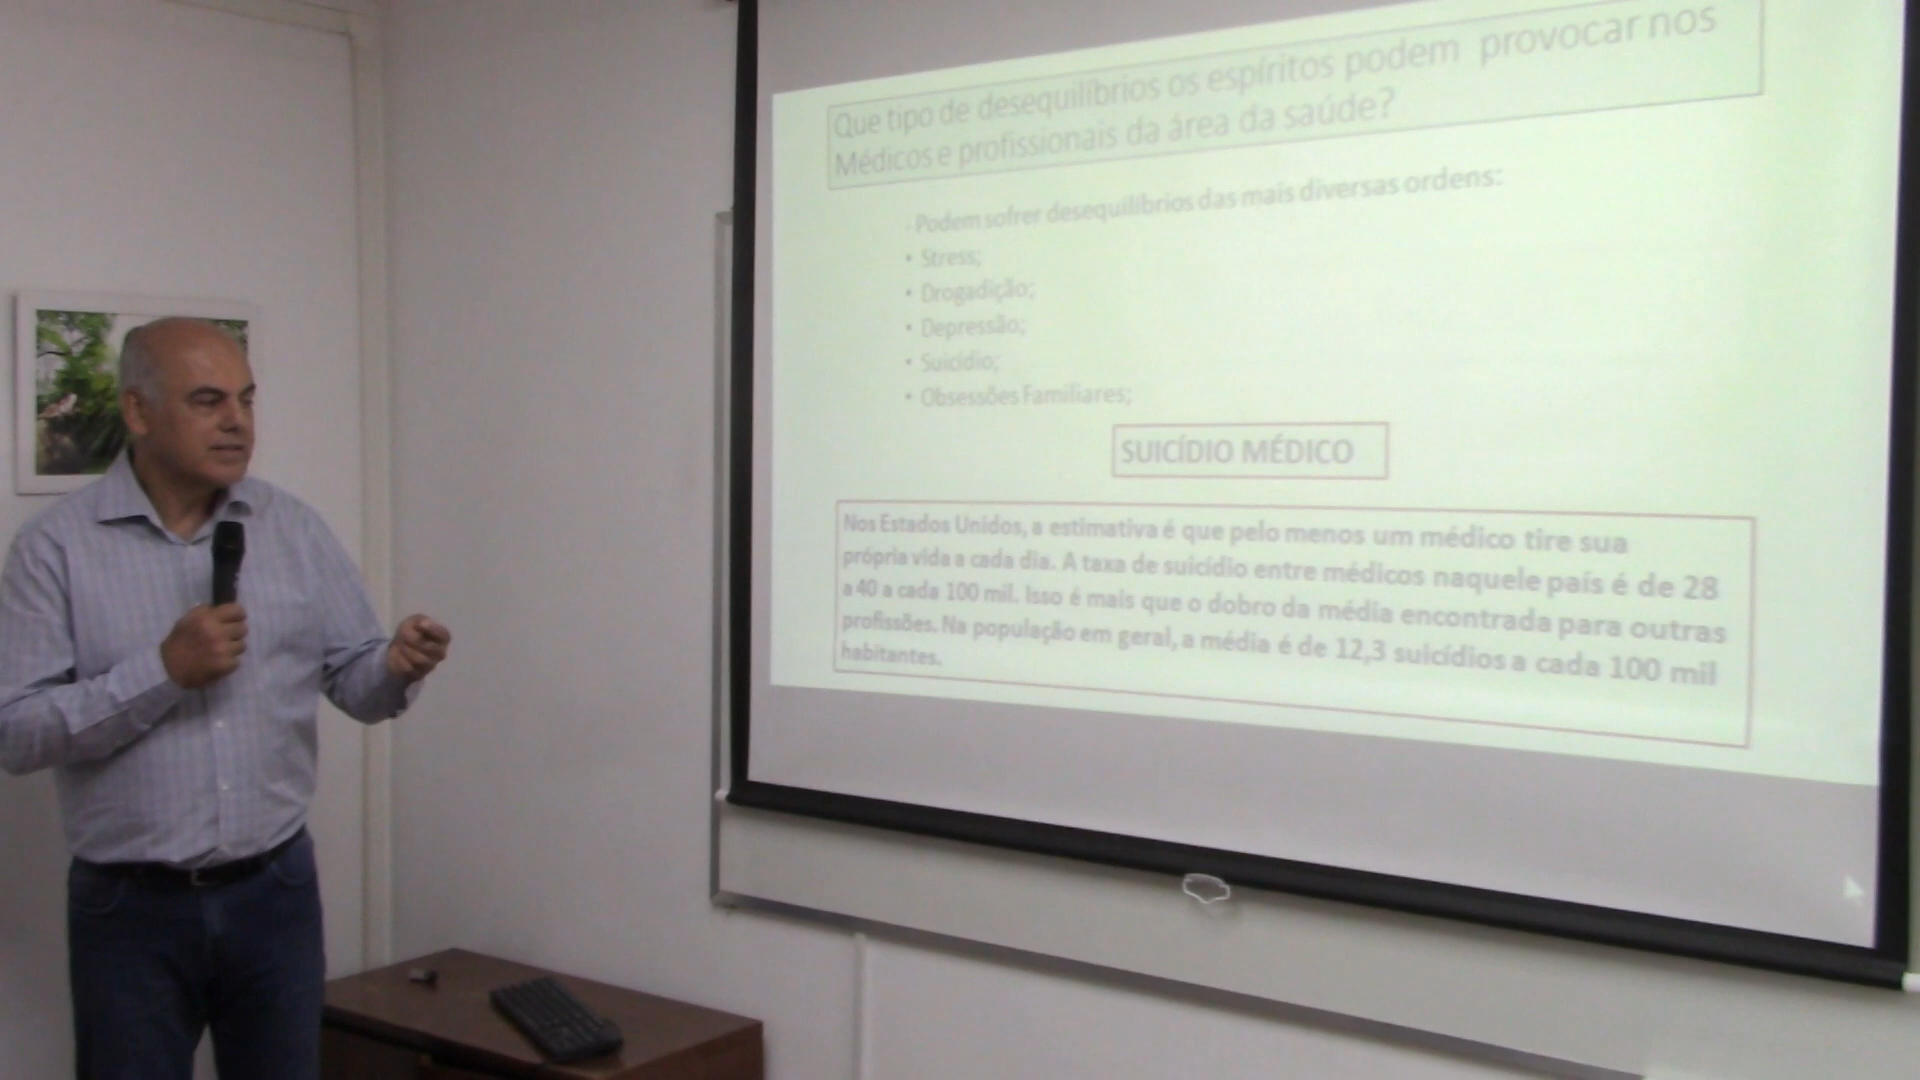 Que tipo de desequilíbrios os espíritos podem provocar nos
Médicos e profissionais da área da saúde?
- Podem sofrer desequilíbrios das mais diversas ordens:
• Stress;
• Drogadição;
• Depressão;
• Suicídio;
• Obsessões Familiares;
SUICÍDIO MÉDICO
Nos Estados Unidos, a estimativa é que pelo menos um médico tire sua
própria vida a cada dia. A taxa de suicídio entre médicos naquele país é de 28
a 40 a cada 100 mil. Isso é mais que o dobro da média encontrada para outras
profissões. Na população em geral, a média é de 12,3 suicídios a cada 100 mil
habitantes.